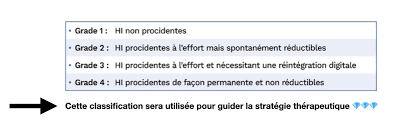 • Grade 1 : HI non procidentes
• Grade 2 : HI procidentes à l'effort mais spontanément réductibles
• Grade 3 : HI procidentes à l'effort et nécessitant une réintégration digitale
• Grade 4 : HI procidentes de façon permanente et non réductibles
Cette classification sera utilisée pour guider la stratégie thérapeutique 💎💎💎